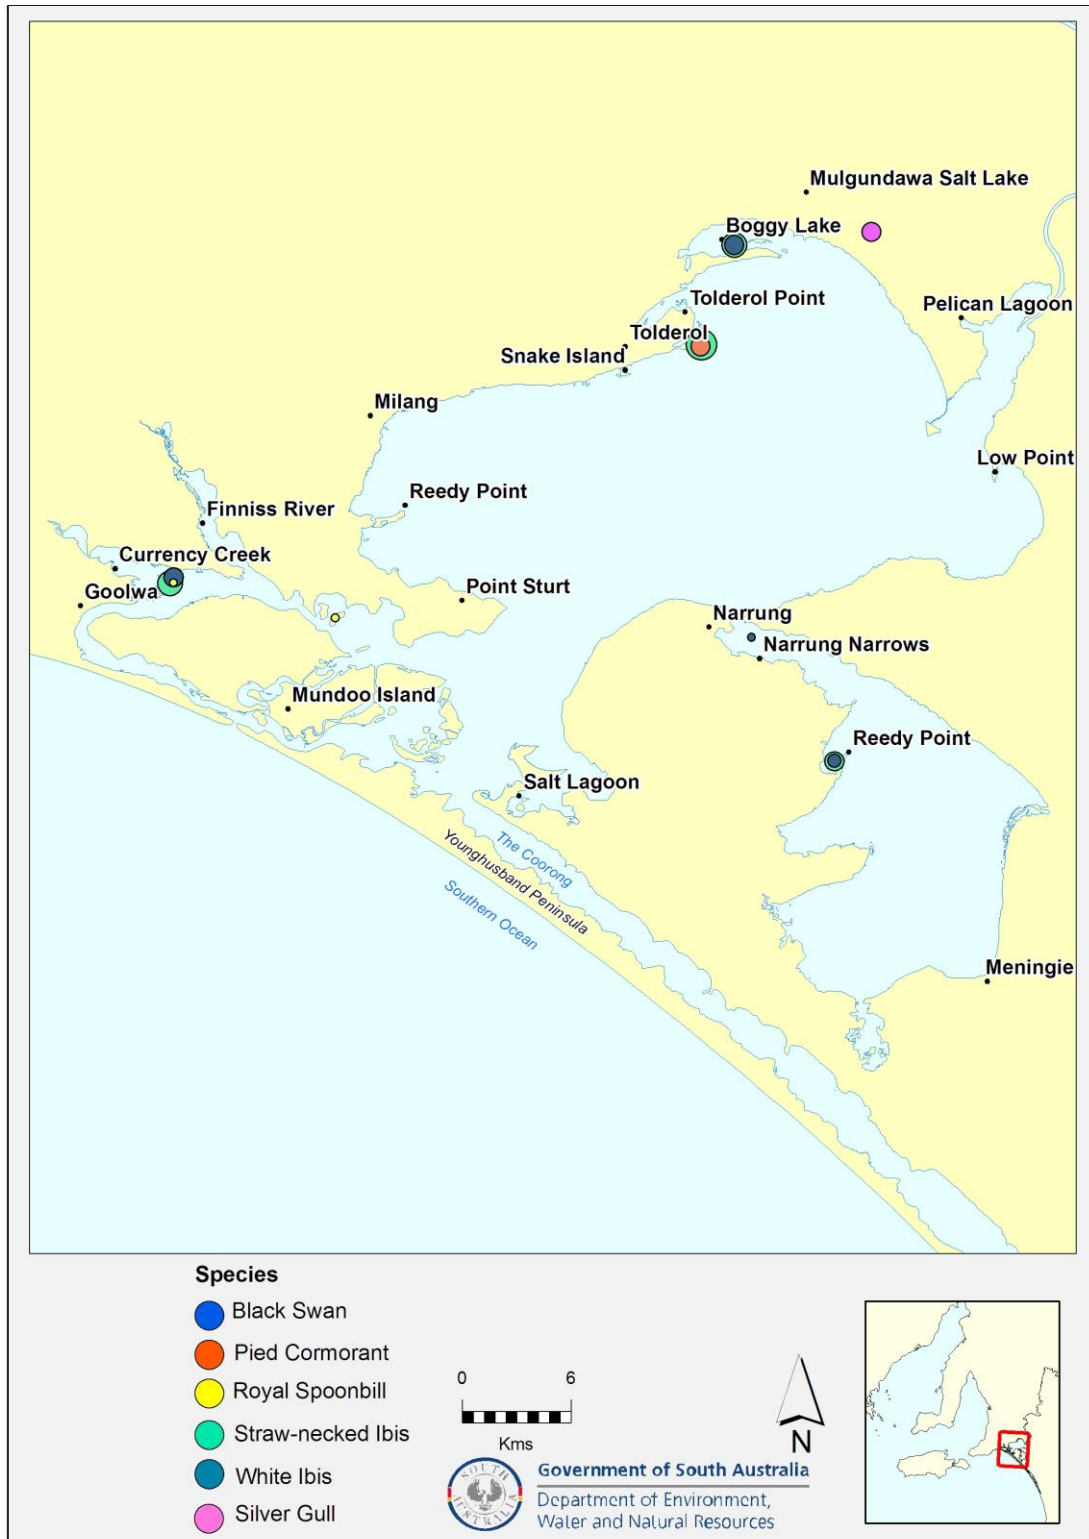 Mulgundawa Salt Lake
Boggy Lake
Tolderol Point
Pelican Lagoon
Tolderol
Snake Island
Milang
Low Point
Reedy Point
Finniss River
Currency Creek
Goolwa
Point Sturt
Narrung
Narrung Narrows
Mundoo Island
Reedy Point
Salt Lagoon
The Coorong
Younghusband Peninsula
Southern Ocean
Meningie
Species
Black Swan
Pied Cormorant
Royal Spoonbill
Straw-necked Ibis
White Ibis
Silver Gull
0 6
Kms
N
SOUTH
AUSTRALIA
Government of South Australia
Department of Environment,
Water and Natural Resources